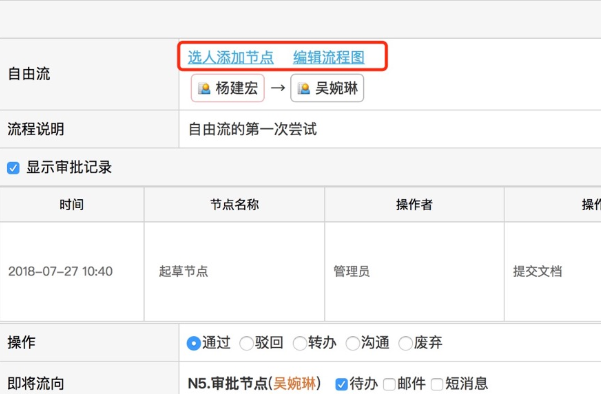 选人添加节点 编辑流程图
自由流
杨建宏 → 吴婉琳
流程说明 自由流的第一次尝试
显示审批记录
时间 节点名称 操作者 操作
2018-07-27 10:40 起草节点 管理员 提交文档
操作 通过 驳回 转办 沟通 废弃
即将流向 N5.审批节点(吴婉琳) 待办 邮件 短消息